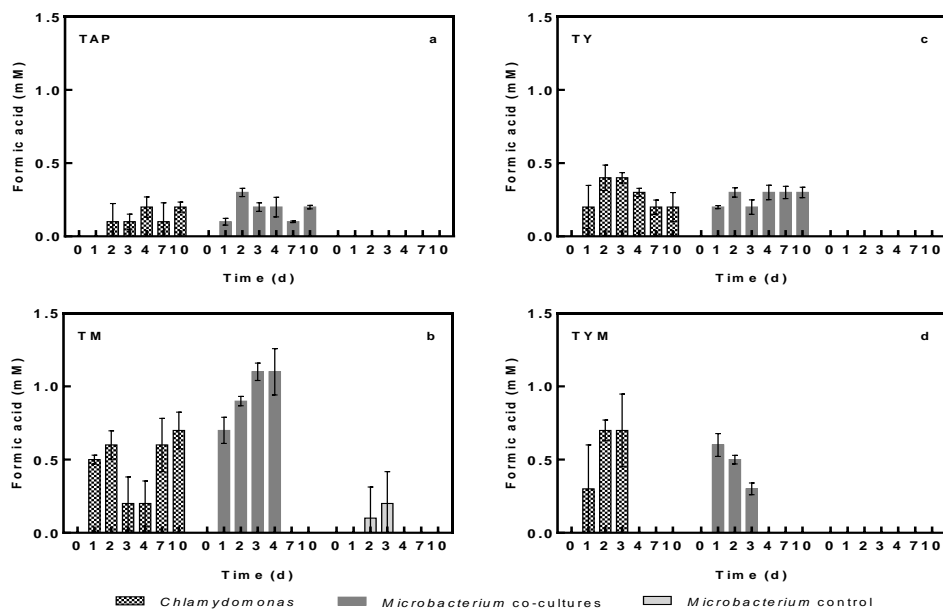 TAP a
Formic acid (mM)
1.5
1.0
0.5
0.0
0 1 2 3 4 7 10 0 1 2 3 4 7 10 0 1 2 3 4 7 10
Time (d)
TY c
Formic acid (mM)
1.5
1.0
0.5
0.0
0 1 2 3 4 7 10 0 1 2 3 4 7 10 0 1 2 3 4 7 10
Time (d)
TM b
Formic acid (mM)
1.5
1.0
0.5
0.0
0 1 2 3 4 7 10 0 1 2 3 4 7 10 0 1 2 3 4 7 10
Time (d)
TYM d
Formic acid (mM)
1.5
1.0
0.5
0.0
0 1 2 3 4 7 10 0 1 2 3 4 7 10 0 1 2 3 4 7 10
Time (d)
Chlamydomonas Microbacterium co-cultures Microbacterium control